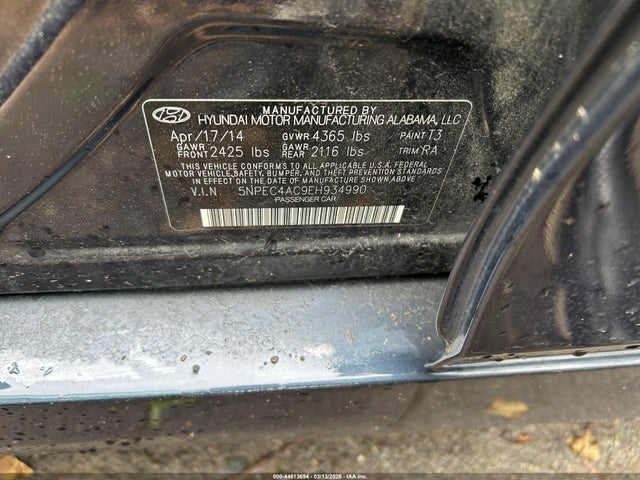 MANUFACTURED BY
HYUNDAI MOTOR MANUFACTURING ALABAMA, LLC
Apr/17/14 GVWR 4365 lbs PAINT T3
GAWR FRONT 2425 lbs GAWR REAR 2116 lbs TRIM RA
THIS VEHICLE CONFORMS TO ALL APPLICABLE U.S.A. FEDERAL
MOTOR VEHICLE SAFETY, BUMPER, AND THEFT PREVENTION STANDARDS
IN EFFECT ON THE DATE OF MANUFACTURE SHOWN ABOVE.
V.I.N. 5NPEC4AC9EH934990
(PASSENGER CAR)
000-44613694 03/13/2026 IAA Inc.